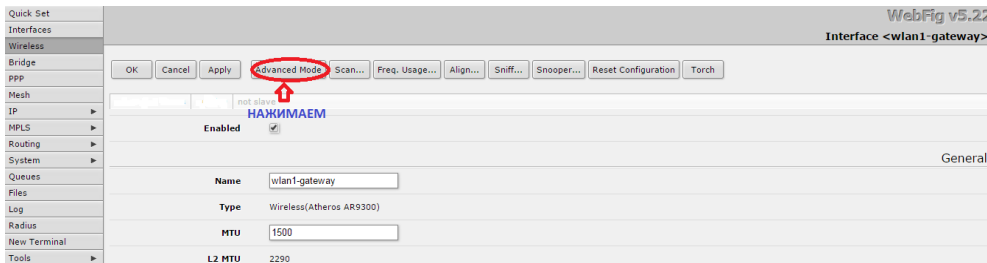 Quick Set
Interfaces
Wireless
Bridge
PPP
Mesh
IP
MPLS
Routing
System
Queues
Files
Log
Radius
New Terminal
Tools
WebFig v5.22
Interface <wlan1-gateway>
OK Cancel Apply Advanced Mode Scan... Freq. Usage... Align... Sniff... Snooper... Reset Configuration Torch
not slave
НАЖИМАЕМ
Enabled
General
Name wlan1-gateway
Type Wireless(Atheros AR9300)
MTU 1500
L2 MTU 2290